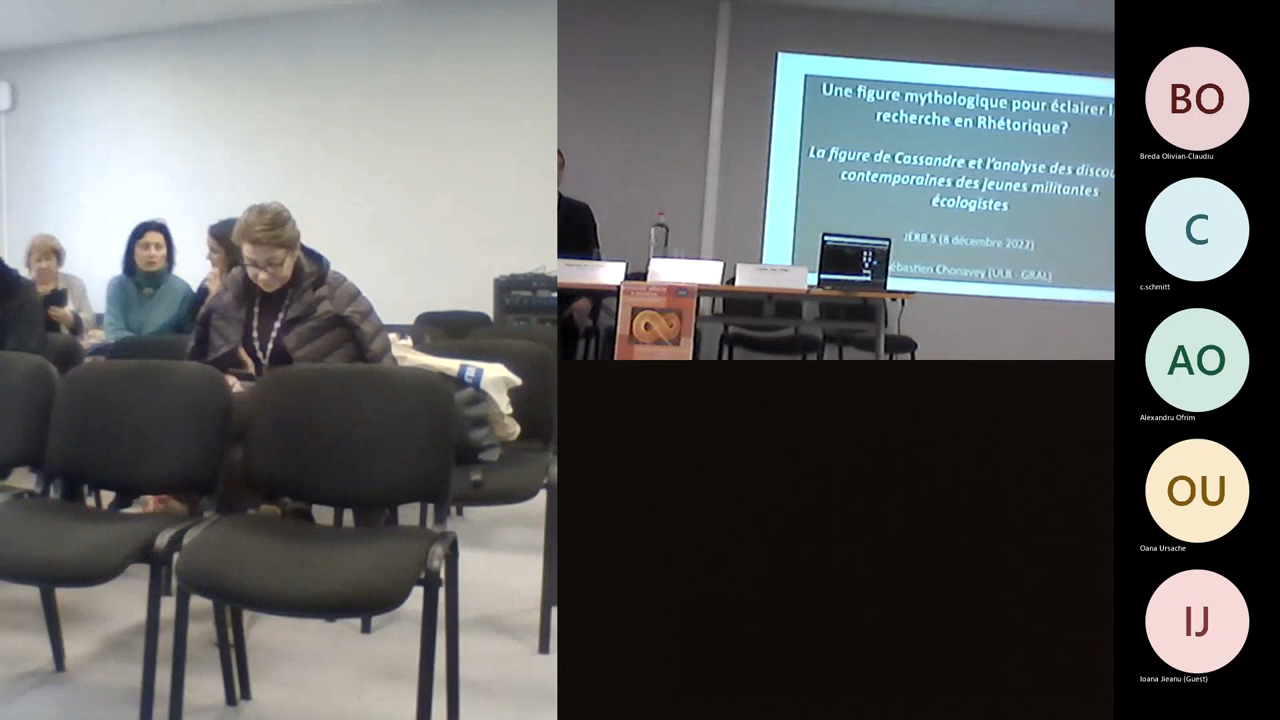 Une figure mythologique pour éclairer l
recherche en Rhétorique?
La figure de Cassandre et l'analyse des discou
contemporaines des jeunes militantes
écologistes
JERB 5 (8 décembre 2022)
ébastien Chonavey (ULB - GRAL)
BO
Breda Olivian-Claudiu
C
c.schmitt
AO
Alexandru Ofrim
OU
Oana Ursache
IJ
Ioana Jieanu (Guest)